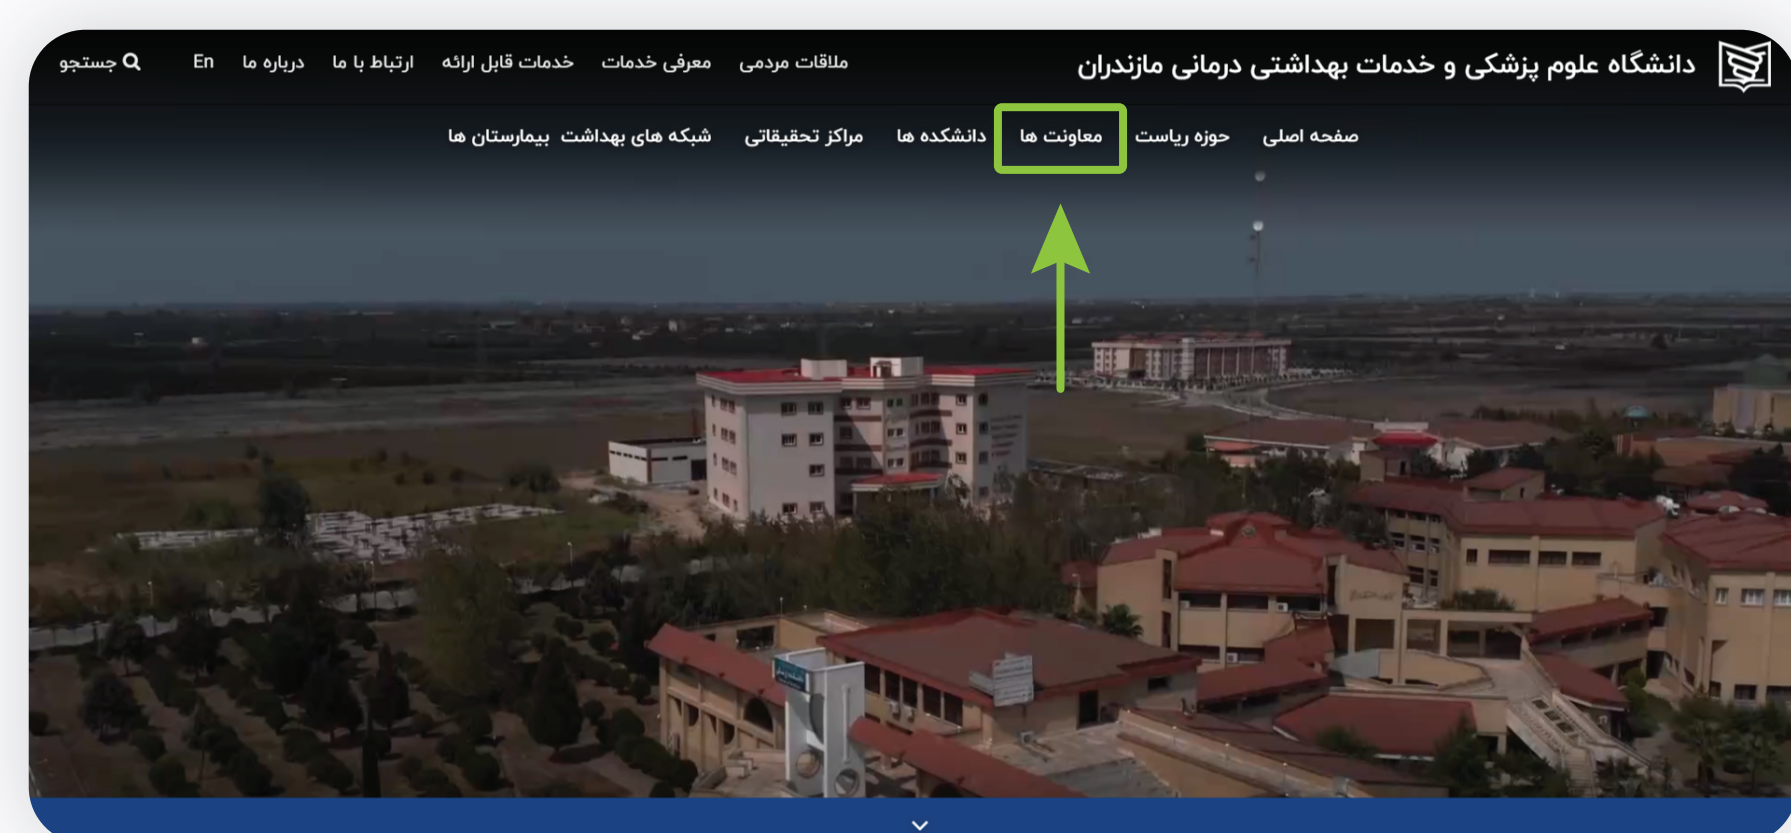 دانشگاه علوم پزشکی و خدمات بهداشتی درمانی مازندران
ملاقات مردمی معرفی خدمات خدمات قابل ارائه ارتباط با ما درباره ما En جستجو
صفحه اصلی حوزه ریاست معاونت ها دانشکده ها مراکز تحقیقاتی شبکه های بهداشت بیمارستان ها